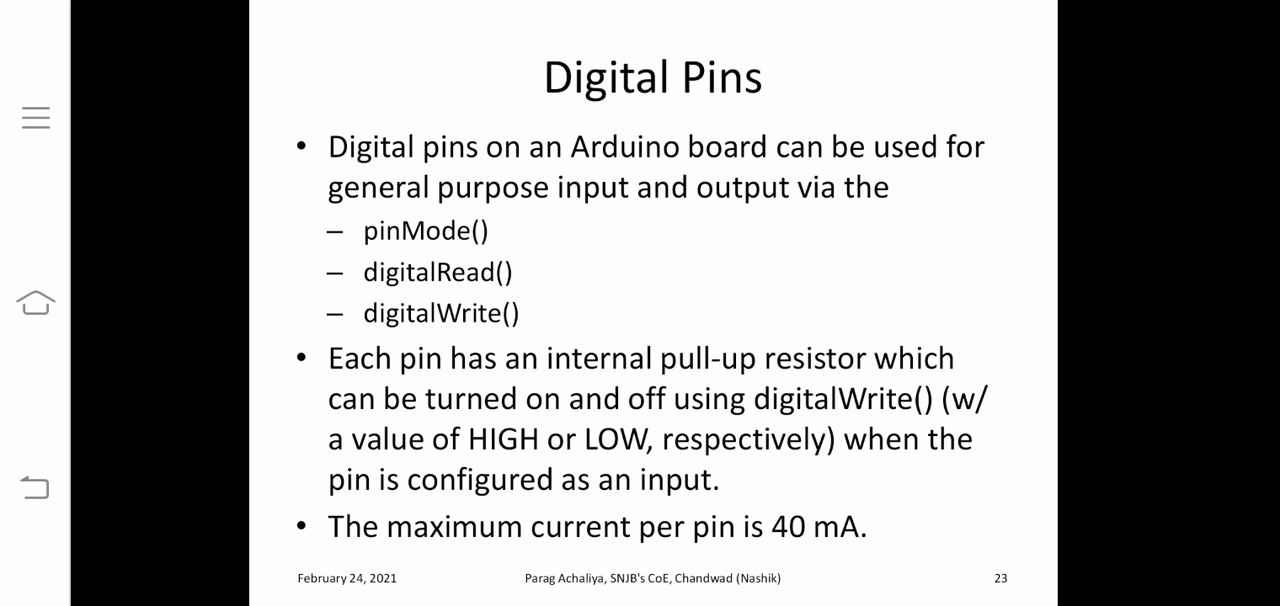 Digital Pins
• Digital pins on an Arduino board can be used for
general purpose input and output via the
– pinMode()
– digitalRead()
– digitalWrite()
• Each pin has an internal pull-up resistor which
can be turned on and off using digitalWrite() (w/
a value of HIGH or LOW, respectively) when the
pin is configured as an input.
• The maximum current per pin is 40 mA.
February 24, 2021 Parag Achaliya, SNJB's CoE, Chandwad (Nashik) 23